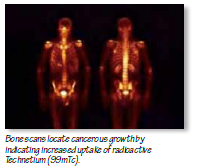 Bone scans locate cancerous growth by
indicating increased uptake of radioactive
Technetium (99mTc).